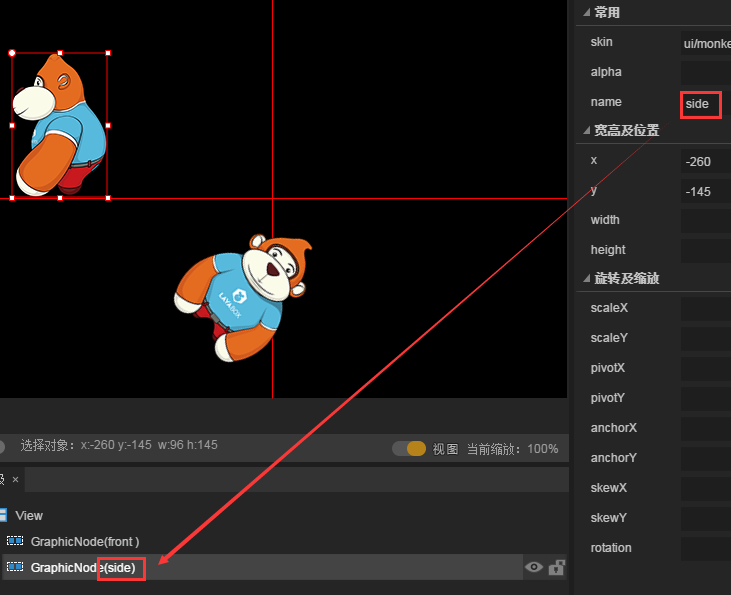 常用
skin ui/monke
alpha
name side
宽高及位置
x -260
y -145
width
height
旋转及缩放
scaleX
scaleY
pivotX
pivotY
anchorX
anchorY
skewX
skewY
rotation
LAYABOX
选择对象：x:-260 y:-145 w:96 h:145
视图 当前缩放：100%
×
View
GraphicNode(front )
GraphicNode(side)